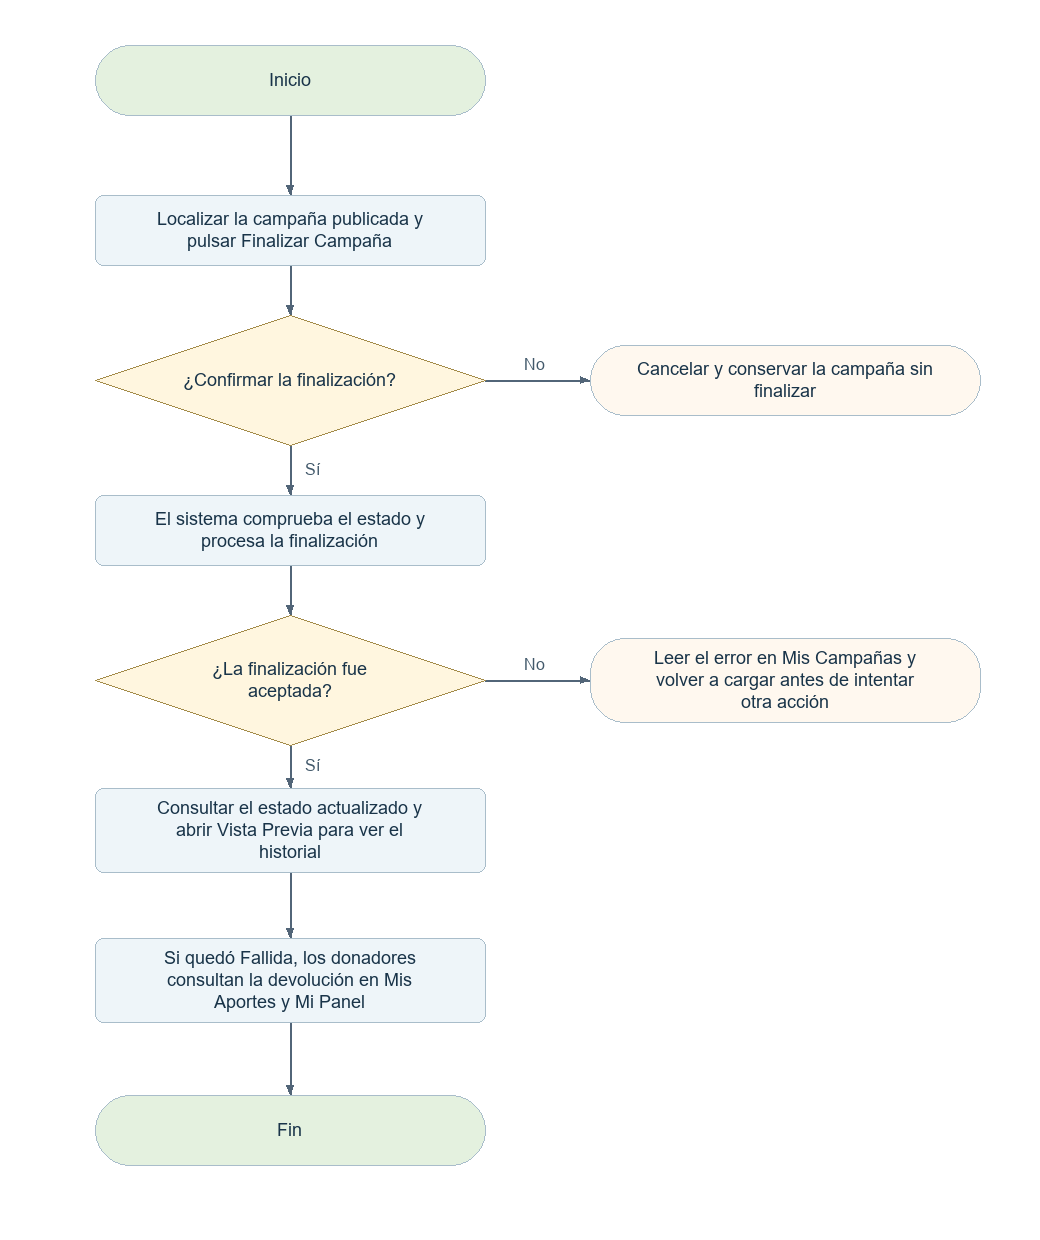 Inicio
Localizar la campaña publicada y
pulsar Finalizar Campaña
¿Confirmar la finalización?
No
Cancelar y conservar la campaña sin
finalizar
Sí
El sistema comprueba el estado y
procesa la finalización
¿La finalización fue
aceptada?
No
Leer el error en Mis Campañas y
volver a cargar antes de intentar
otra acción
Sí
Consultar el estado actualizado y
abrir Vista Previa para ver el
historial
Si quedó Fallida, los donadores
consultan la devolución en Mis
Aportes y Mi Panel
Fin